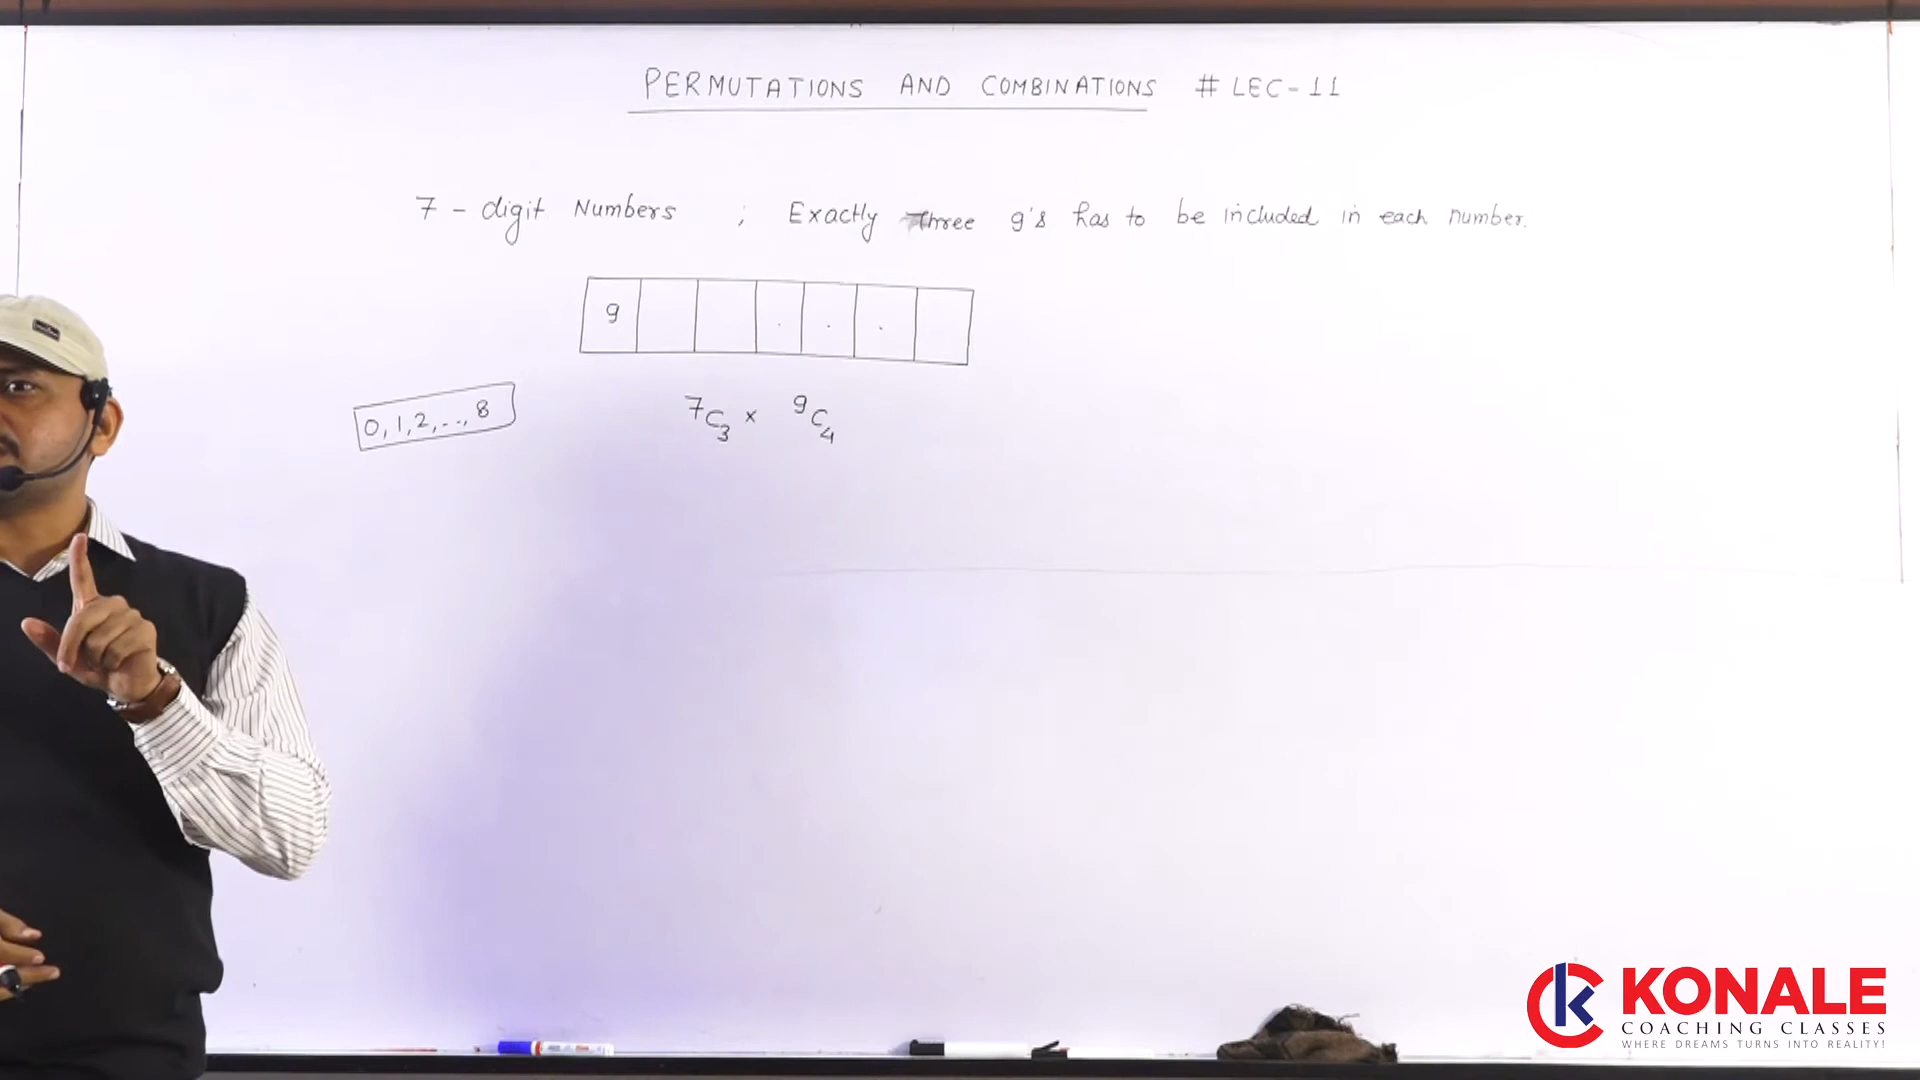 PERMUTATIONS AND COMBINATIONS # LEC-11
7 - digit Numbers ; Exactly Three 9's has to be included in each number.
9 . . .
0, 1, 2, .., 8
⁷C₃ × ⁹C₄
KONALE
COACHING CLASSES
WHERE DREAMS TURNS INTO REALITY!